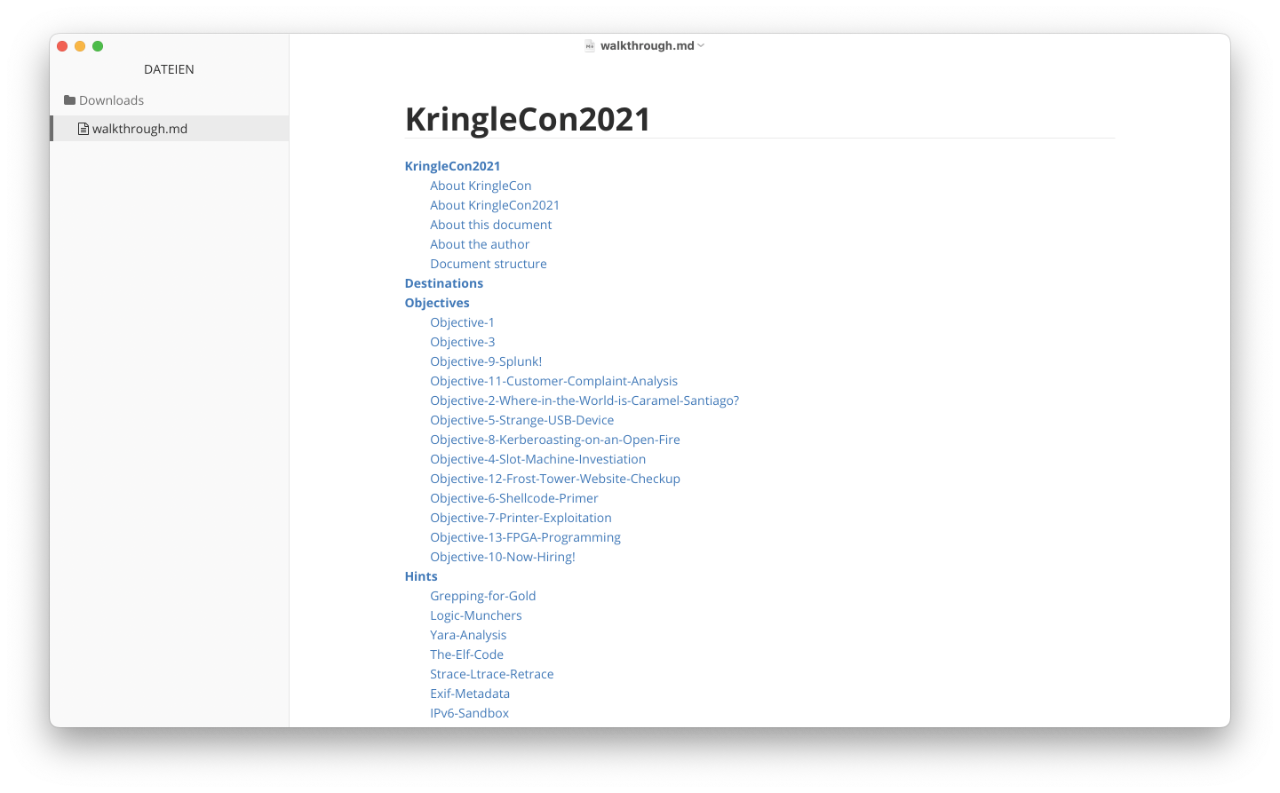 walkthrough.md
DATEIEN
Downloads
walkthrough.md
KringleCon2021
KringleCon2021
About KringleCon
About KringleCon2021
About this document
About the author
Document structure
Destinations
Objectives
Objective-1
Objective-3
Objective-9-Splunk!
Objective-11-Customer-Complaint-Analysis
Objective-2-Where-in-the-World-is-Caramel-Santiago?
Objective-5-Strange-USB-Device
Objective-8-Kerberoasting-on-an-Open-Fire
Objective-4-Slot-Machine-Investiation
Objective-12-Frost-Tower-Website-Checkup
Objective-6-Shellcode-Primer
Objective-7-Printer-Exploitation
Objective-13-FPGA-Programming
Objective-10-Now-Hiring!
Hints
Grepping-for-Gold
Logic-Munchers
Yara-Analysis
The-Elf-Code
Strace-Ltrace-Retrace
Exif-Metadata
IPv6-Sandbox